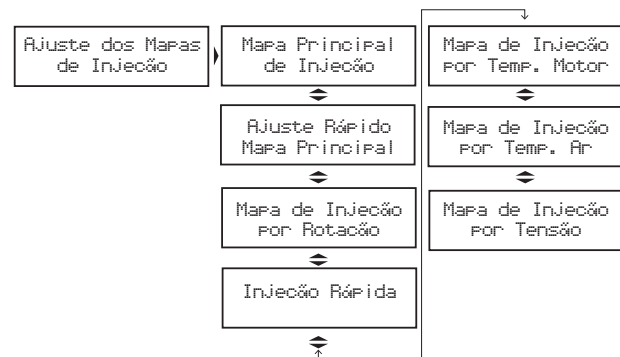 Ajuste dos Mapas
de Injeção
Mapa Principal
de Injeção
Ajuste Rápido
Mapa Principal
Mapa de Injeção
por Rotação
Injeção Rápida
Mapa de Injeção
por Temp. Motor
Mapa de Injeção
por Temp. Ar
Mapa de Injeção
por Tensão